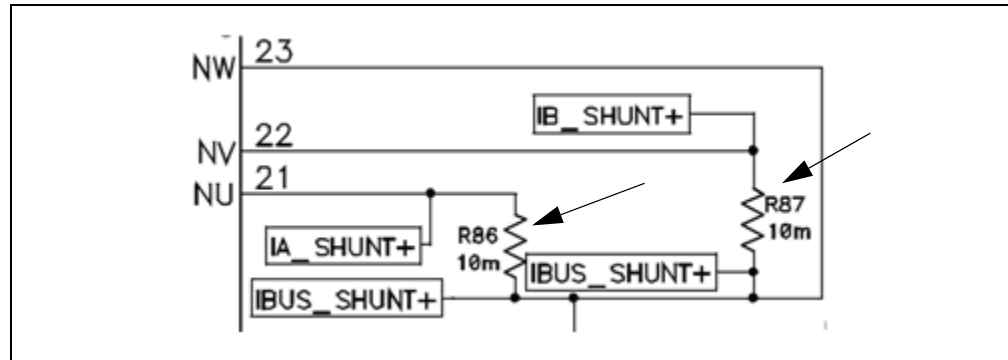 NW 23
IB_SHUNT+
NV 22
NU 21
R87
10m
R86
10m
IA_SHUNT+
IBUS_SHUNT+
IBUS_SHUNT+